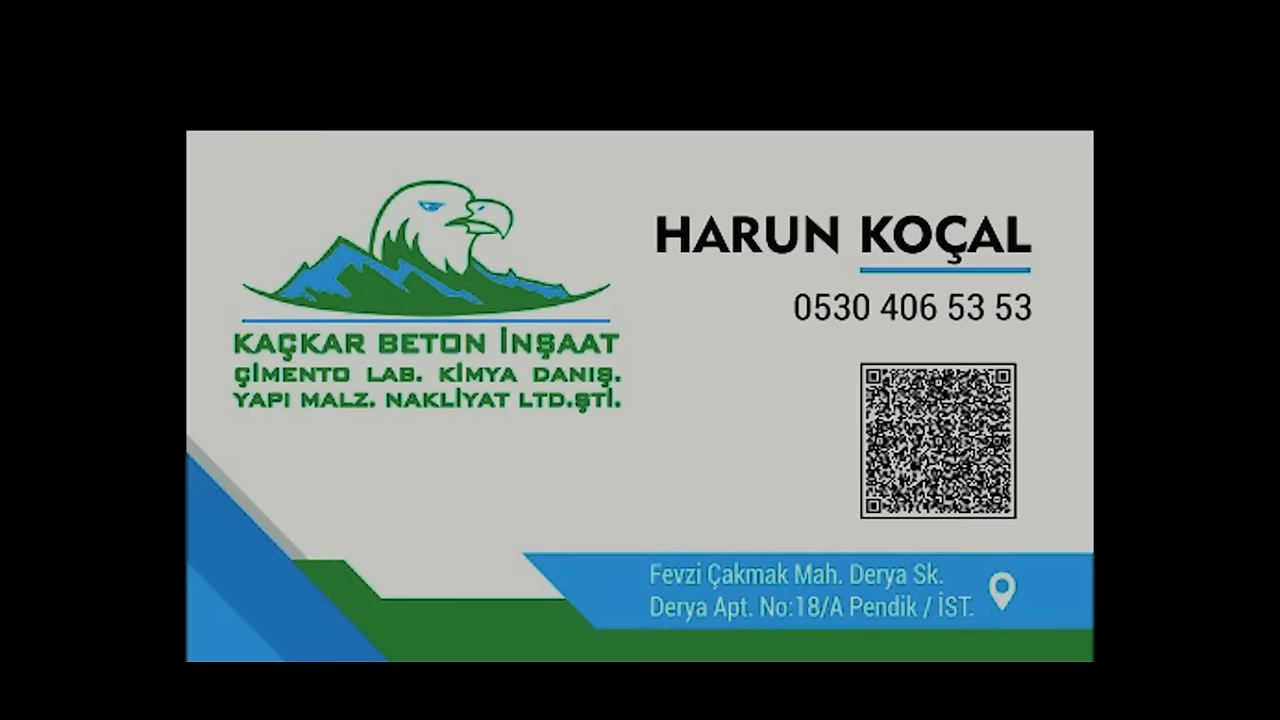 KAÇKAR BETON İNŞAAT
ÇİMENTO LAB. KİMYA DANIŞ.
YAPI MALZ. NAKLİYAT LTD.ŞTİ.
HARUN KOÇAL
0530 406 53 53
Fevzi Çakmak Mah. Derya Sk.
Derya Apt. No:18/A Pendik / İST.